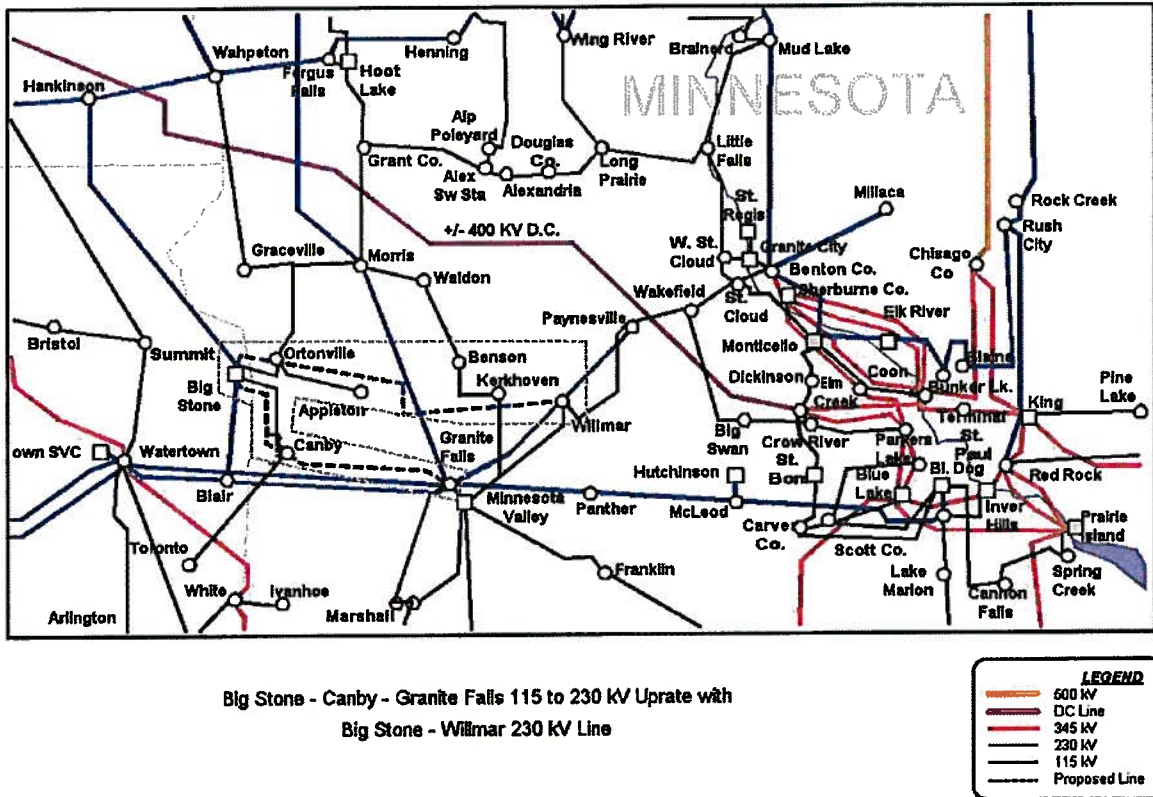 Wahpeton
Henning
Wing River
Brainerd
Mud Lake
Hankinson
Fergus
Falls
Hoot
Lake
MINNESOTA
Alp
Poleyard
Douglas
Co.
Grant Co.
Alex
Sw Sta
Alexandria
Long
Prairie
Little
Falls
Millaca
St.
Regis
Rock Creek
Rush
City
+/- 400 KV D.C.
Graceville
Morris
Waldon
W. St.
Cloud
Granite City
Benton Co.
Chisago
Co
Sherburne Co.
Wakefield
St.
Cloud
Elk River
Paynesville
Bristol
Summit
Ortonville
Benson
Monticello
Coon
Blaine
Big
Stone
Kerkhoven
Dickinson
Elm
Creek
Bunker Lk.
Pine
Lake
Appleton
Willmar
Terminal
King
own SVC
Watertown
Canby
Granite
Falls
Big
Swan
Crow River
Parkers
Lake
St.
Paul
Hutchinson
St.
Boni
Blue
Lake
Bl. Dog
Red Rock
Blair
Minnesota
Valley
Panther
McLeod
Inver
Hills
Prairie
Island
Carver
Co.
Scott Co.
Toronto
Franklin
Lake
Marion
Cannon
Falls
Spring
Creek
White
Ivanhoe
Arlington
Marshall
Big Stone - Canby - Granite Falls 115 to 230 kV Uprate with
Big Stone - Willmar 230 kV Line
LEGEND
500 kV
DC Line
345 kV
230 kV
115 kV
Proposed Line